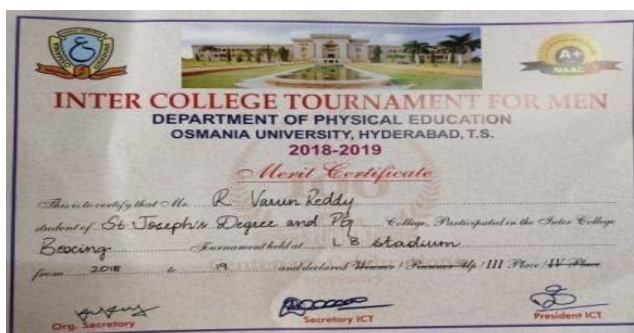 A+
NAAC
INTER COLLEGE TOURNAMENT FOR MEN
DEPARTMENT OF PHYSICAL EDUCATION
OSMANIA UNIVERSITY, HYDERABAD, T.S.
2018-2019
Merit Certificate
This is to certify that Mr. R Varun Reddy
student of St. Joseph's Degree and PG College, Participated in the Inter College
Boxing Tournament held at L B Stadium
from 2018 to 19 and declared Winner / Runner Up / III Place / IV Place
Org. Secretary Secretary ICT President ICT